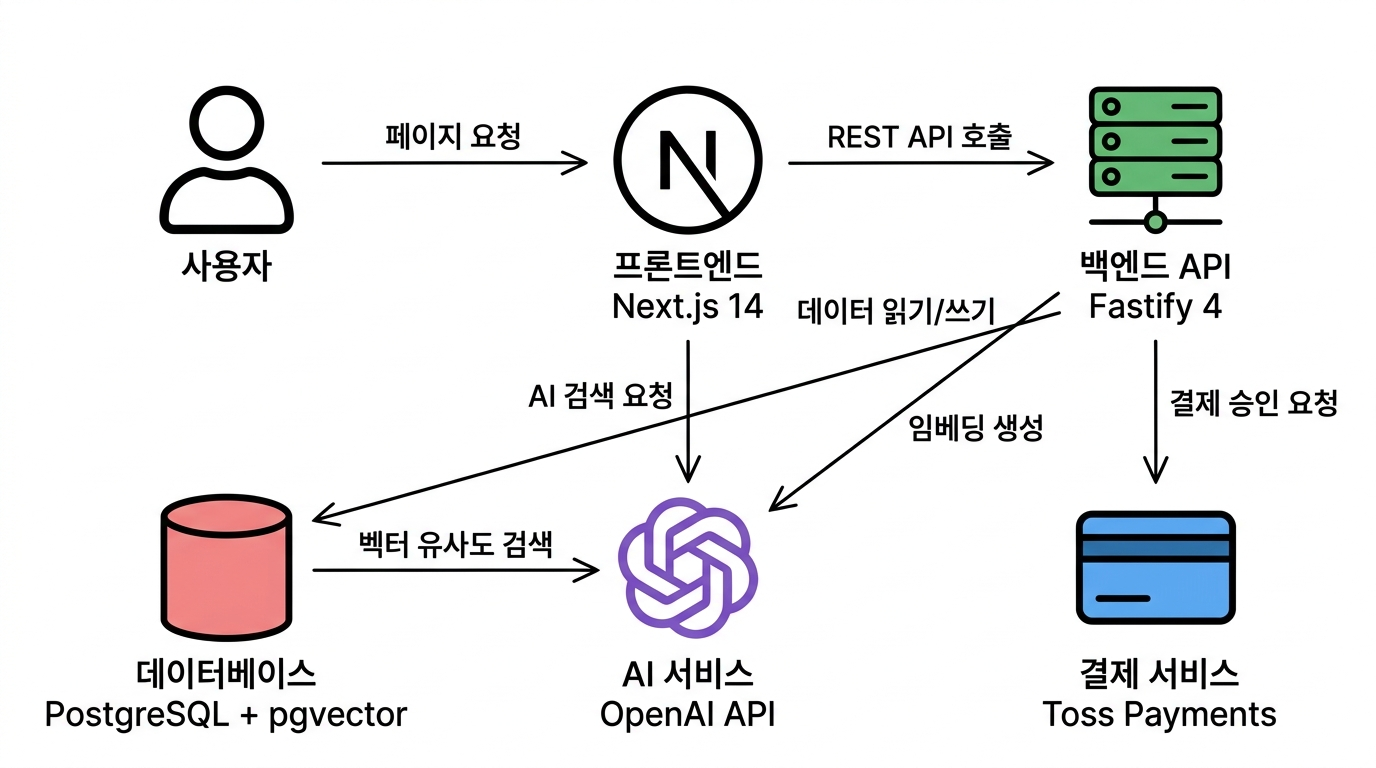 페이지 요청
REST API 호출
사용자
프론트엔드
Next.js 14
백엔드 API
Fastify 4
데이터 읽기/쓰기
AI 검색 요청
임베딩 생성
결제 승인 요청
벡터 유사도 검색
데이터베이스
PostgreSQL + pgvector
AI 서비스
OpenAI API
결제 서비스
Toss Payments